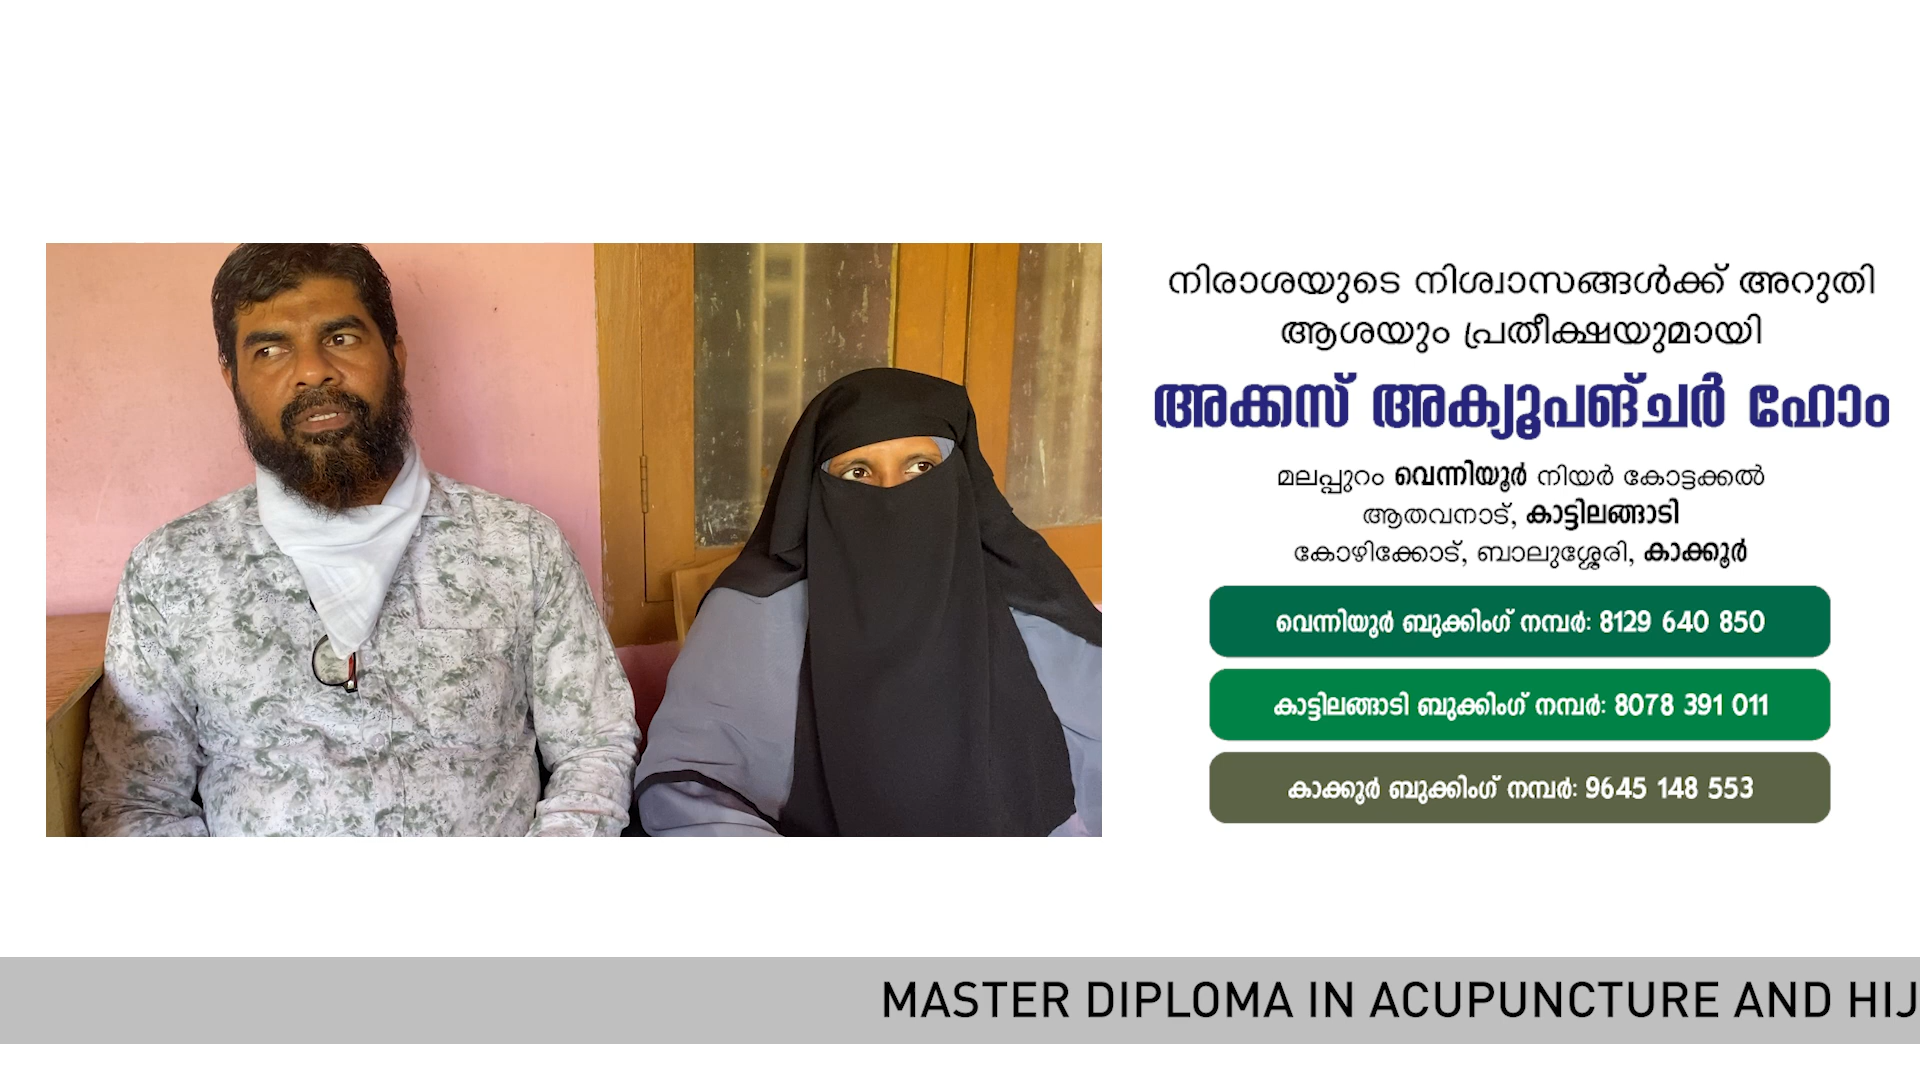 നിരാശയുടെ നിശ്വാസങ്ങൾക്ക് അറുതി
ആശയും പ്രതീക്ഷയുമായി
അക്കസ് അക്യൂപങ്ചർ ഹോം
മലപ്പുറം വെന്നിയൂർ നിയർ കോട്ടക്കൽ
ആതവനാട്, കാട്ടിലങ്ങാടി
കോഴിക്കോട്, ബാലുശ്ശേരി, കാക്കൂർ
വെന്നിയൂർ ബുക്കിംഗ് നമ്പർ: 8129 640 850
കാട്ടിലങ്ങാടി ബുക്കിംഗ് നമ്പർ: 8078 391 011
കാക്കൂർ ബുക്കിംഗ് നമ്പർ: 9645 148 553
MASTER DIPLOMA IN ACUPUNCTURE AND HIJ